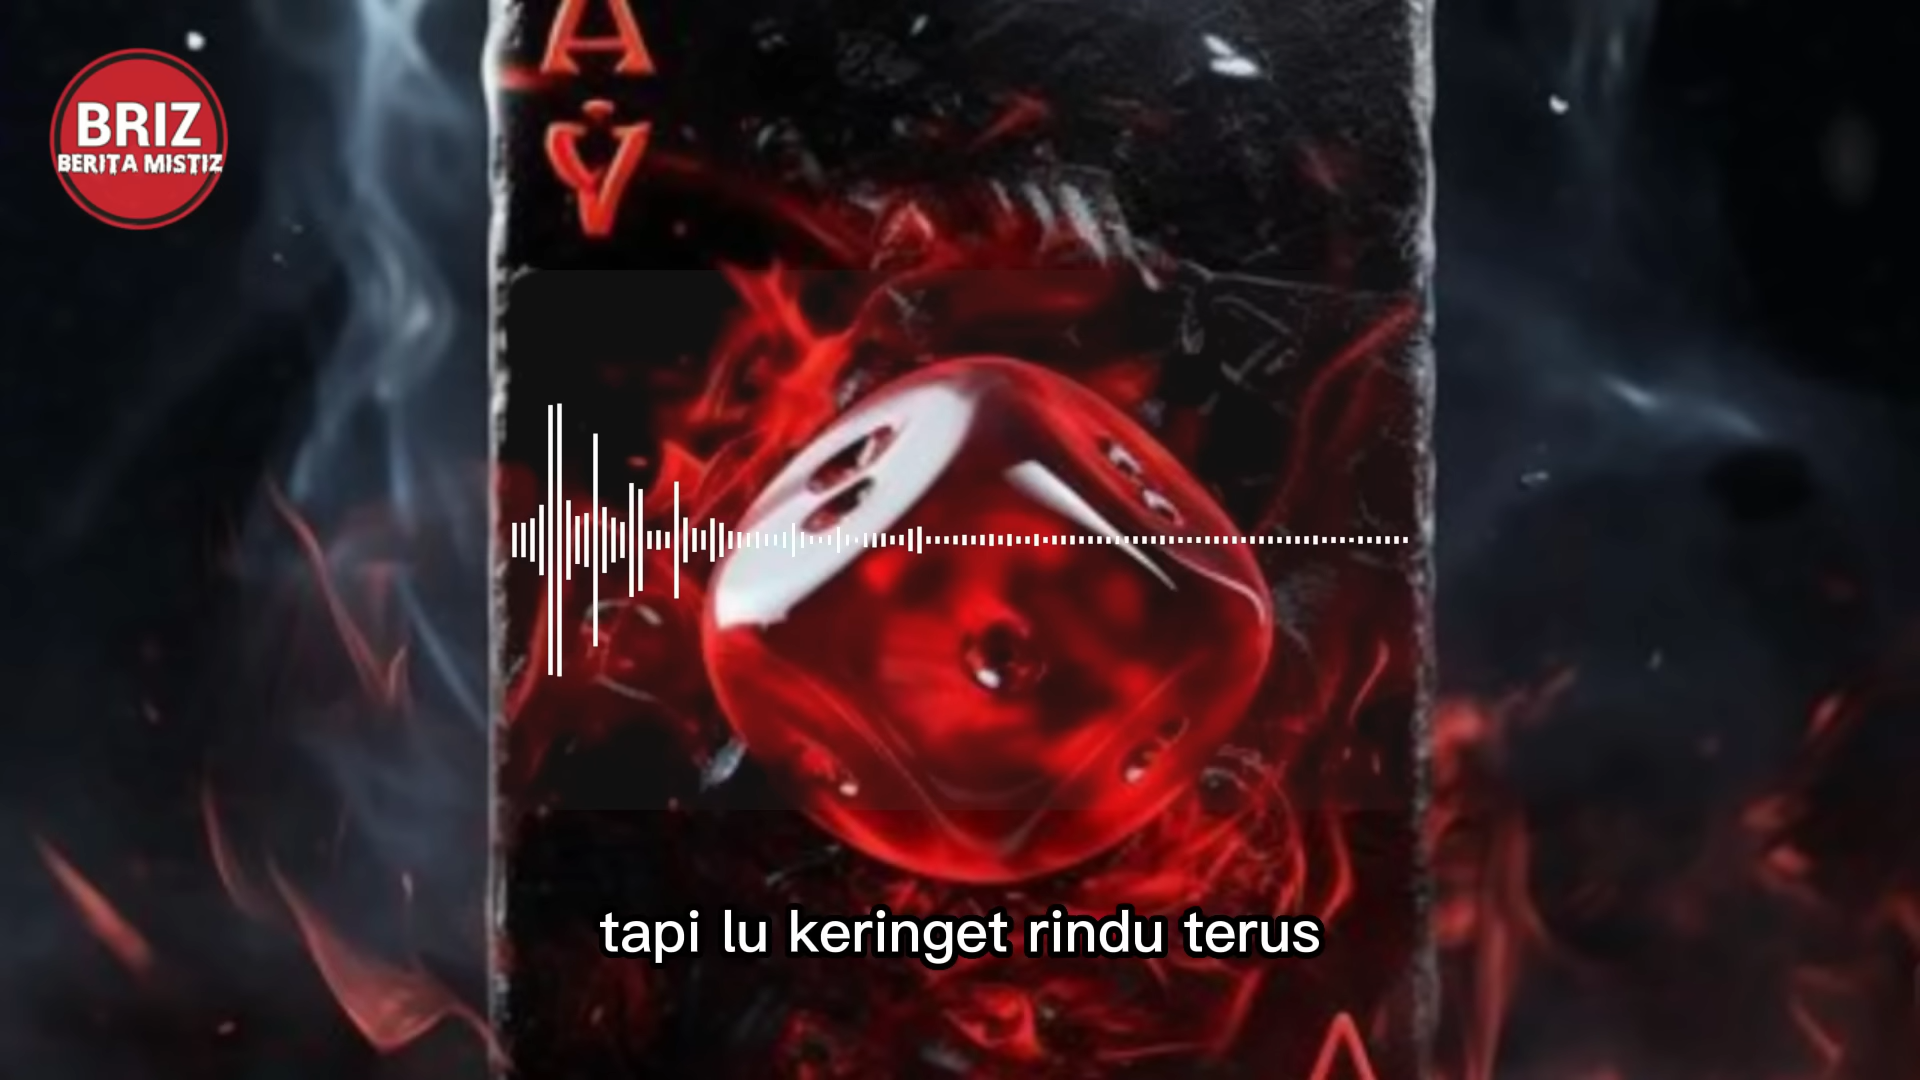 A
A
BRIZ
BERITA MISTIZ
tapi lu keringet rindu terus
A